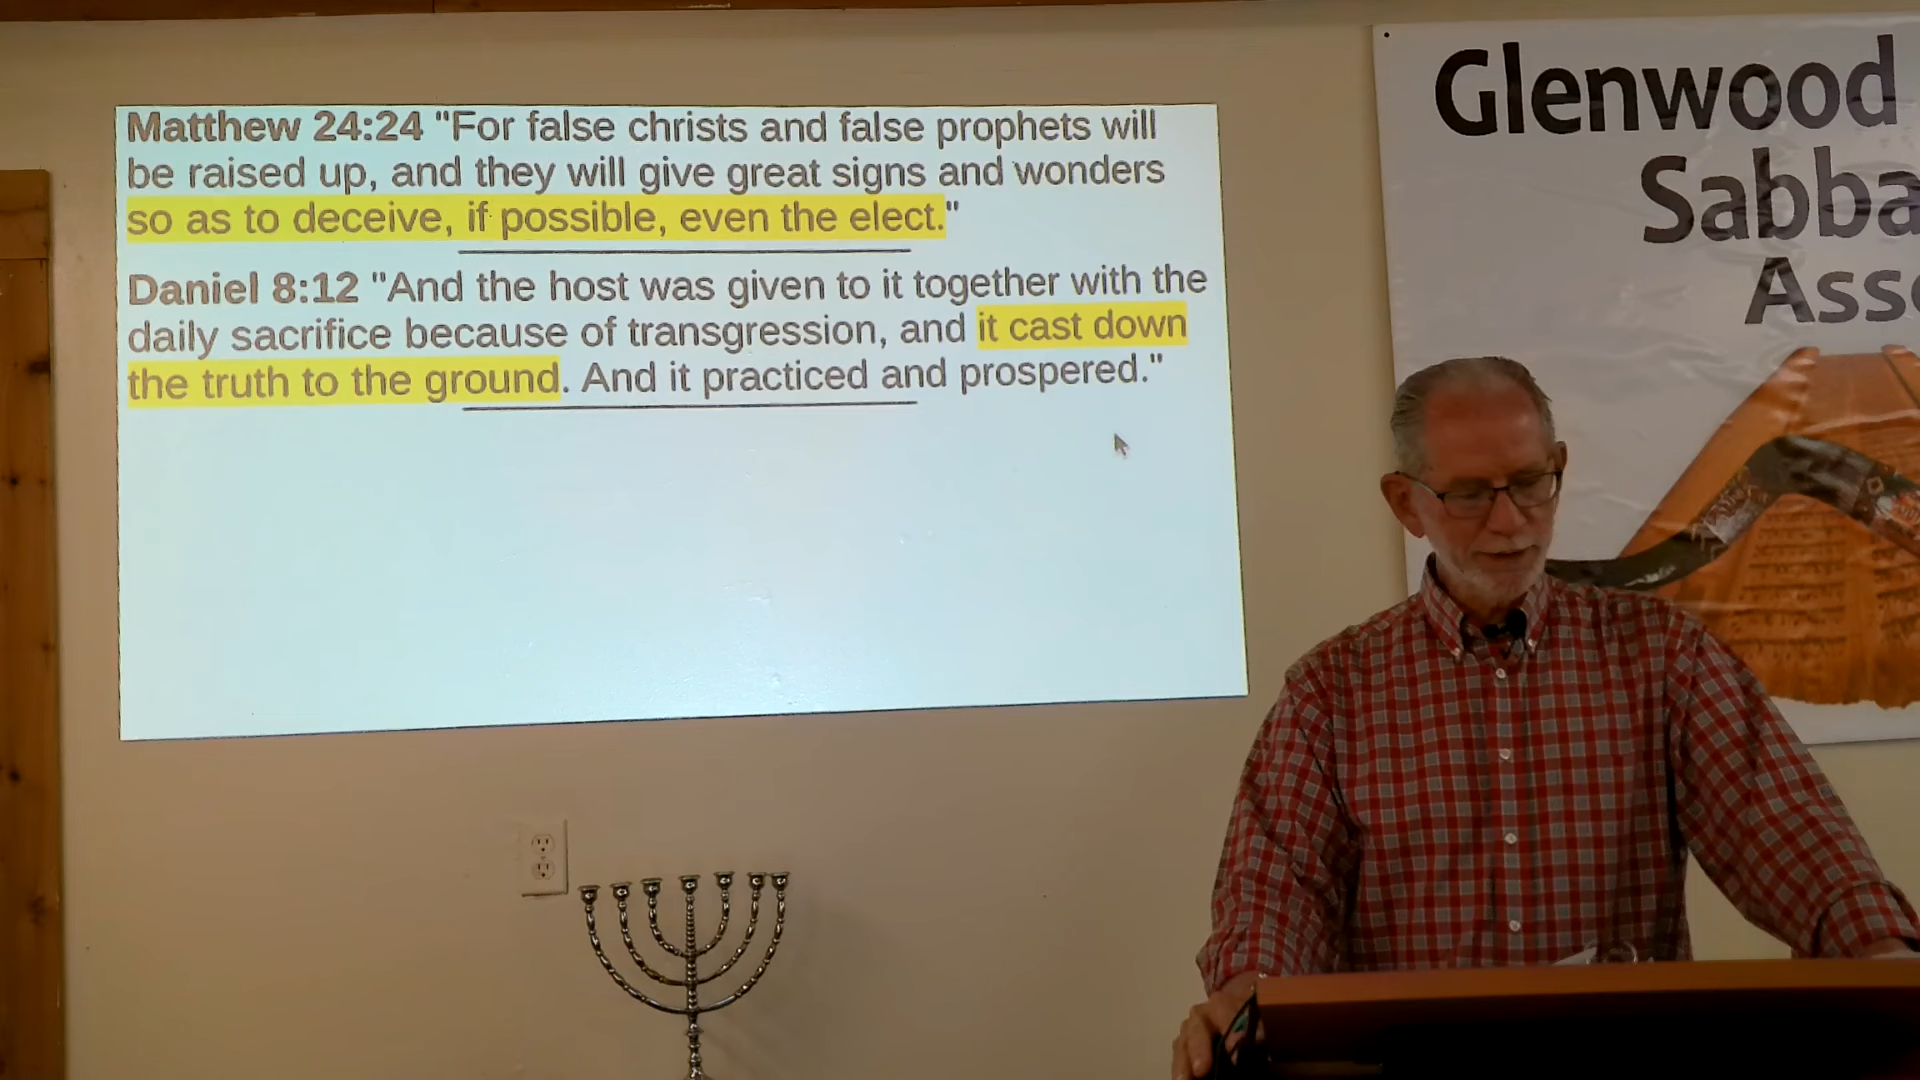 Matthew 24:24 "For false christs and false prophets will
be raised up, and they will give great signs and wonders
so as to deceive, if possible, even the elect."
Daniel 8:12 "And the host was given to it together with the
daily sacrifice because of transgression, and it cast down
the truth to the ground. And it practiced and prospered."
Glenwood
Sabba
Asse